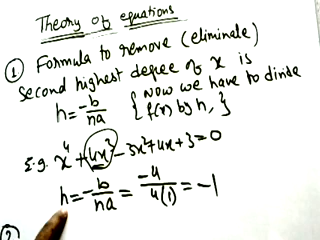 Theory of equations
① Formula to remove (eliminate)
second highest degree of x is
h = -b/na { Now we have to divide f(x) by h, }
E.g. x⁴ + 4x³ - 3x² + 4x + 3 = 0
h = -b/na = -4/4(1) = -1
②